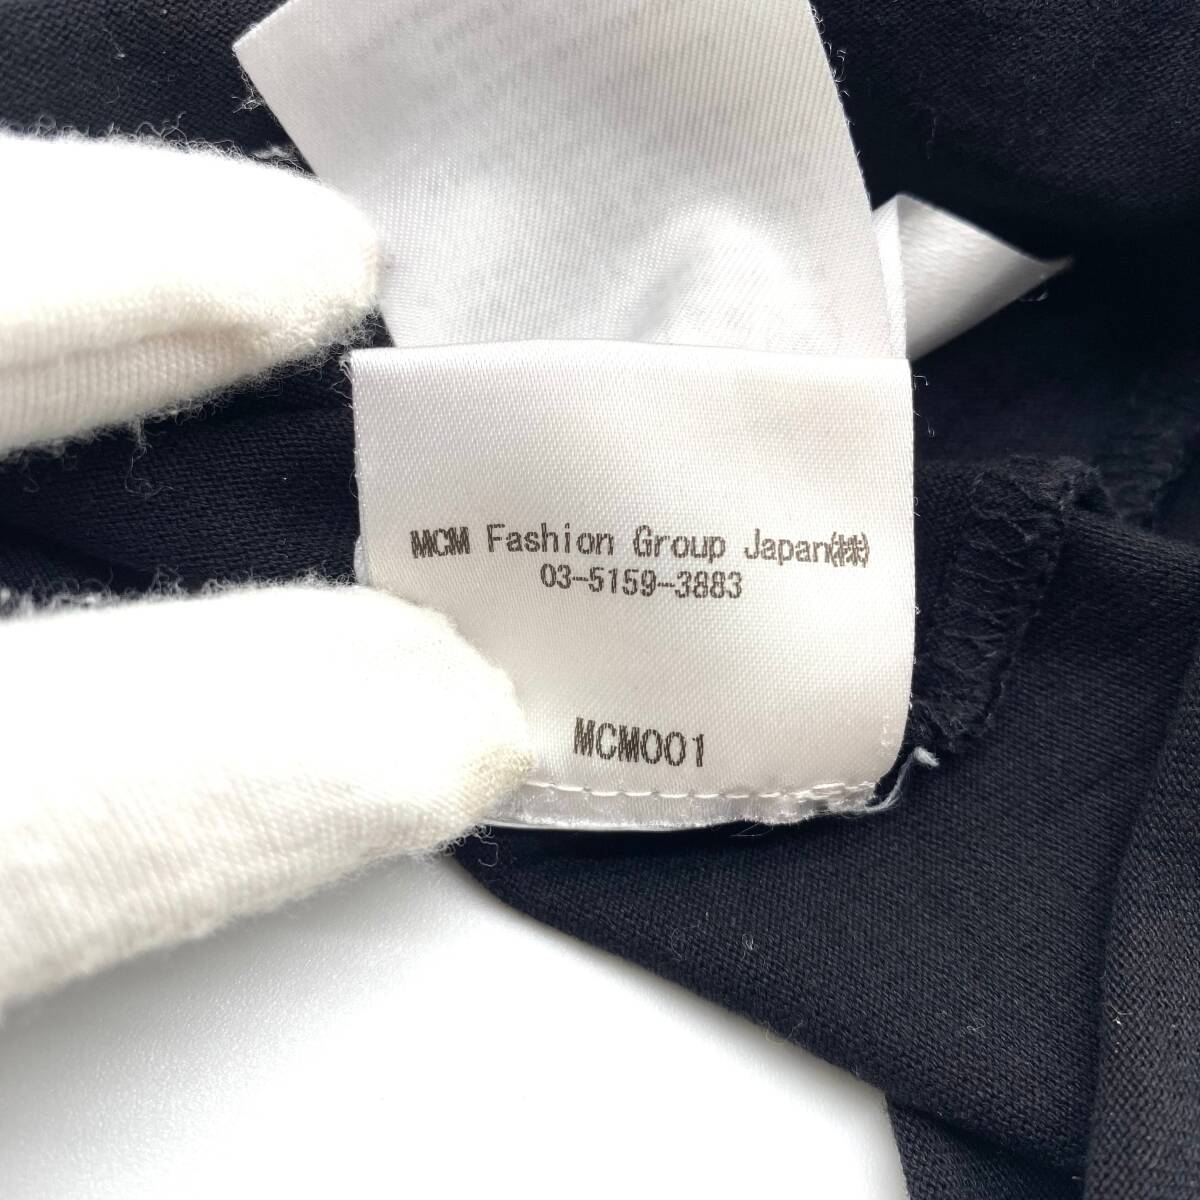 MCM Fashion Group Japan㈱
03-5159-3883
MCM001